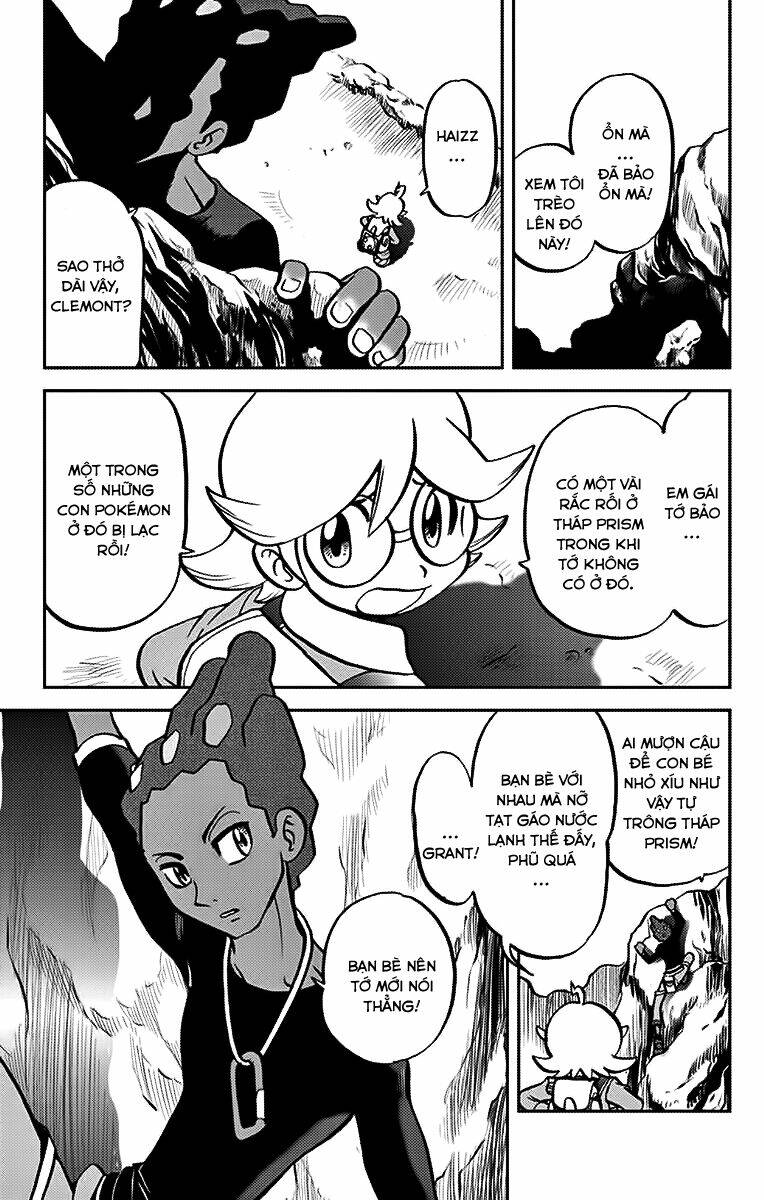 ỔN MÀ
...
ĐÃ BẢO
ỔN MÀ!
XEM TÔI
TRÈO
LÊN ĐÓ
NÀY!
HAIZZ
...
SAO THỞ
DÀI VẬY,
CLEMONT?
EM GÁI
TỚ BẢO
...
CÓ MỘT VÀI
RẮC RỐI Ở
THÁP PRISM
TRONG KHI
TỚ KHÔNG
CÓ Ở ĐÓ.
MỘT TRONG
SỐ NHỮNG
CON POKÉMON
Ở ĐÓ BỊ LẠC
RỒI!
AI MƯỢN CẬU
ĐỂ CON BÉ
NHỎ XÍU NHƯ
VẬY TỰ
TRÔNG THÁP
PRISM!
BẠN BÈ VỚI
NHAU MÀ NỠ
TẠT GÁO NƯỚC
LẠNH THẾ ĐẤY,
PHŨ QUÁ
...
...
GRANT!
BẠN BÈ NÊN
TỚ MỚI NÓI
THẲNG!